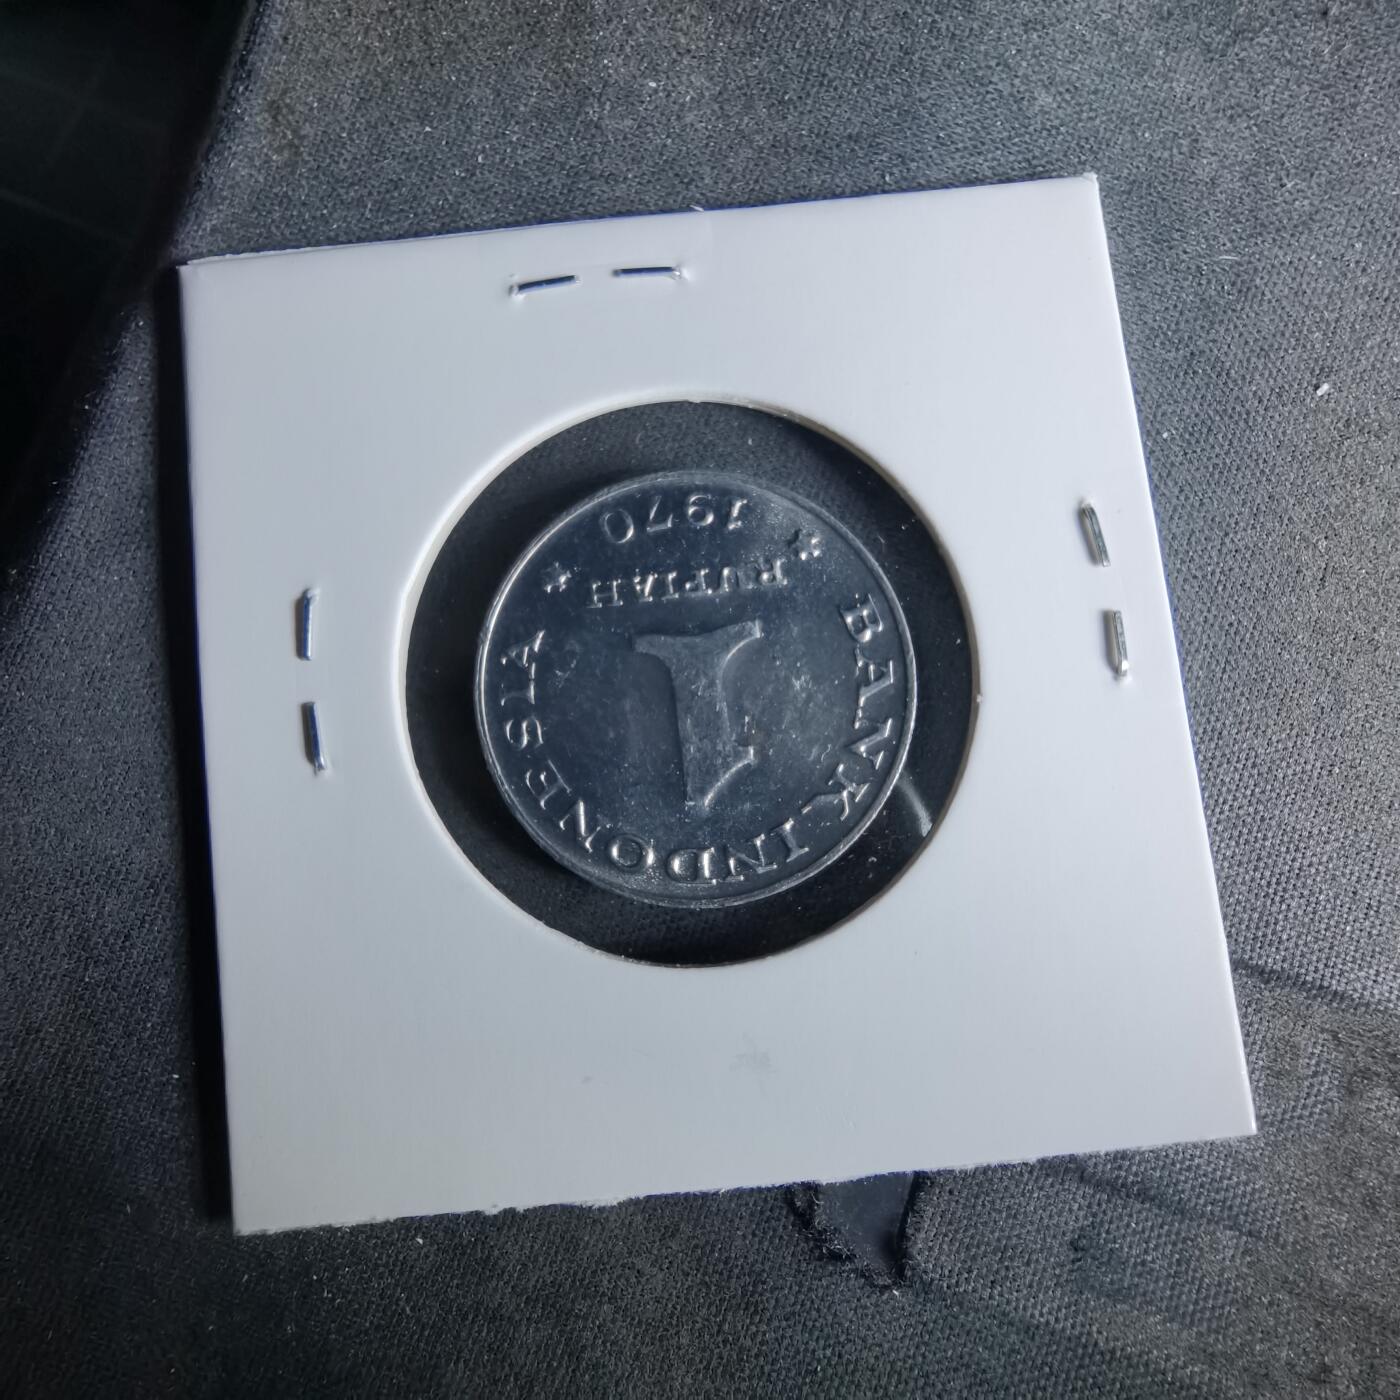 BANK INDONESIA
1
RUPIAH
1970